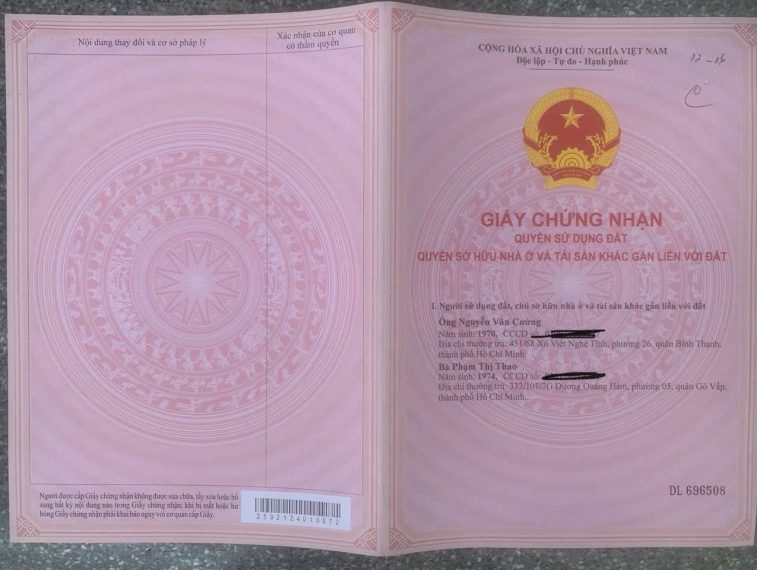 Nội dung thay đổi và cơ sở pháp lý
Xác nhận của cơ quan
có thẩm quyền
Người được cấp Giấy chứng nhận không được sửa chữa, tẩy xóa hoặc bổ
sung bất kỳ nội dung nào trong Giấy chứng nhận; khi bị mất hoặc hư
hỏng Giấy chứng nhận phải khai báo ngay với cơ quan cấp Giấy.
2592124010872
CỘNG HÒA XÃ HỘI CHỦ NGHĨA VIỆT NAM
Độc lập - Tự do - Hạnh phúc
GIẤY CHỨNG NHẬN
QUYỀN SỬ DỤNG ĐẤT
QUYỀN SỞ HỮU NHÀ Ở VÀ TÀI SẢN KHÁC GẮN LIỀN VỚI ĐẤT
I. Người sử dụng đất, chủ sở hữu nhà ở và tài sản khác gắn liền với đất
Ông Nguyễn Văn Cường
Năm sinh: 1970, CCCD số:
Địa chỉ thường trú: 451/68 Xô Viết Nghệ Tĩnh, phường 26, quận Bình Thạnh,
thành phố Hồ Chí Minh
Bà Phạm Thị Thao
Năm sinh: 1974, CCCD số:
Địa chỉ thường trú: 332/101/7G Dương Quảng Hàm, phường 05, quận Gò Vấp,
thành phố Hồ Chí Minh.
DL 696508